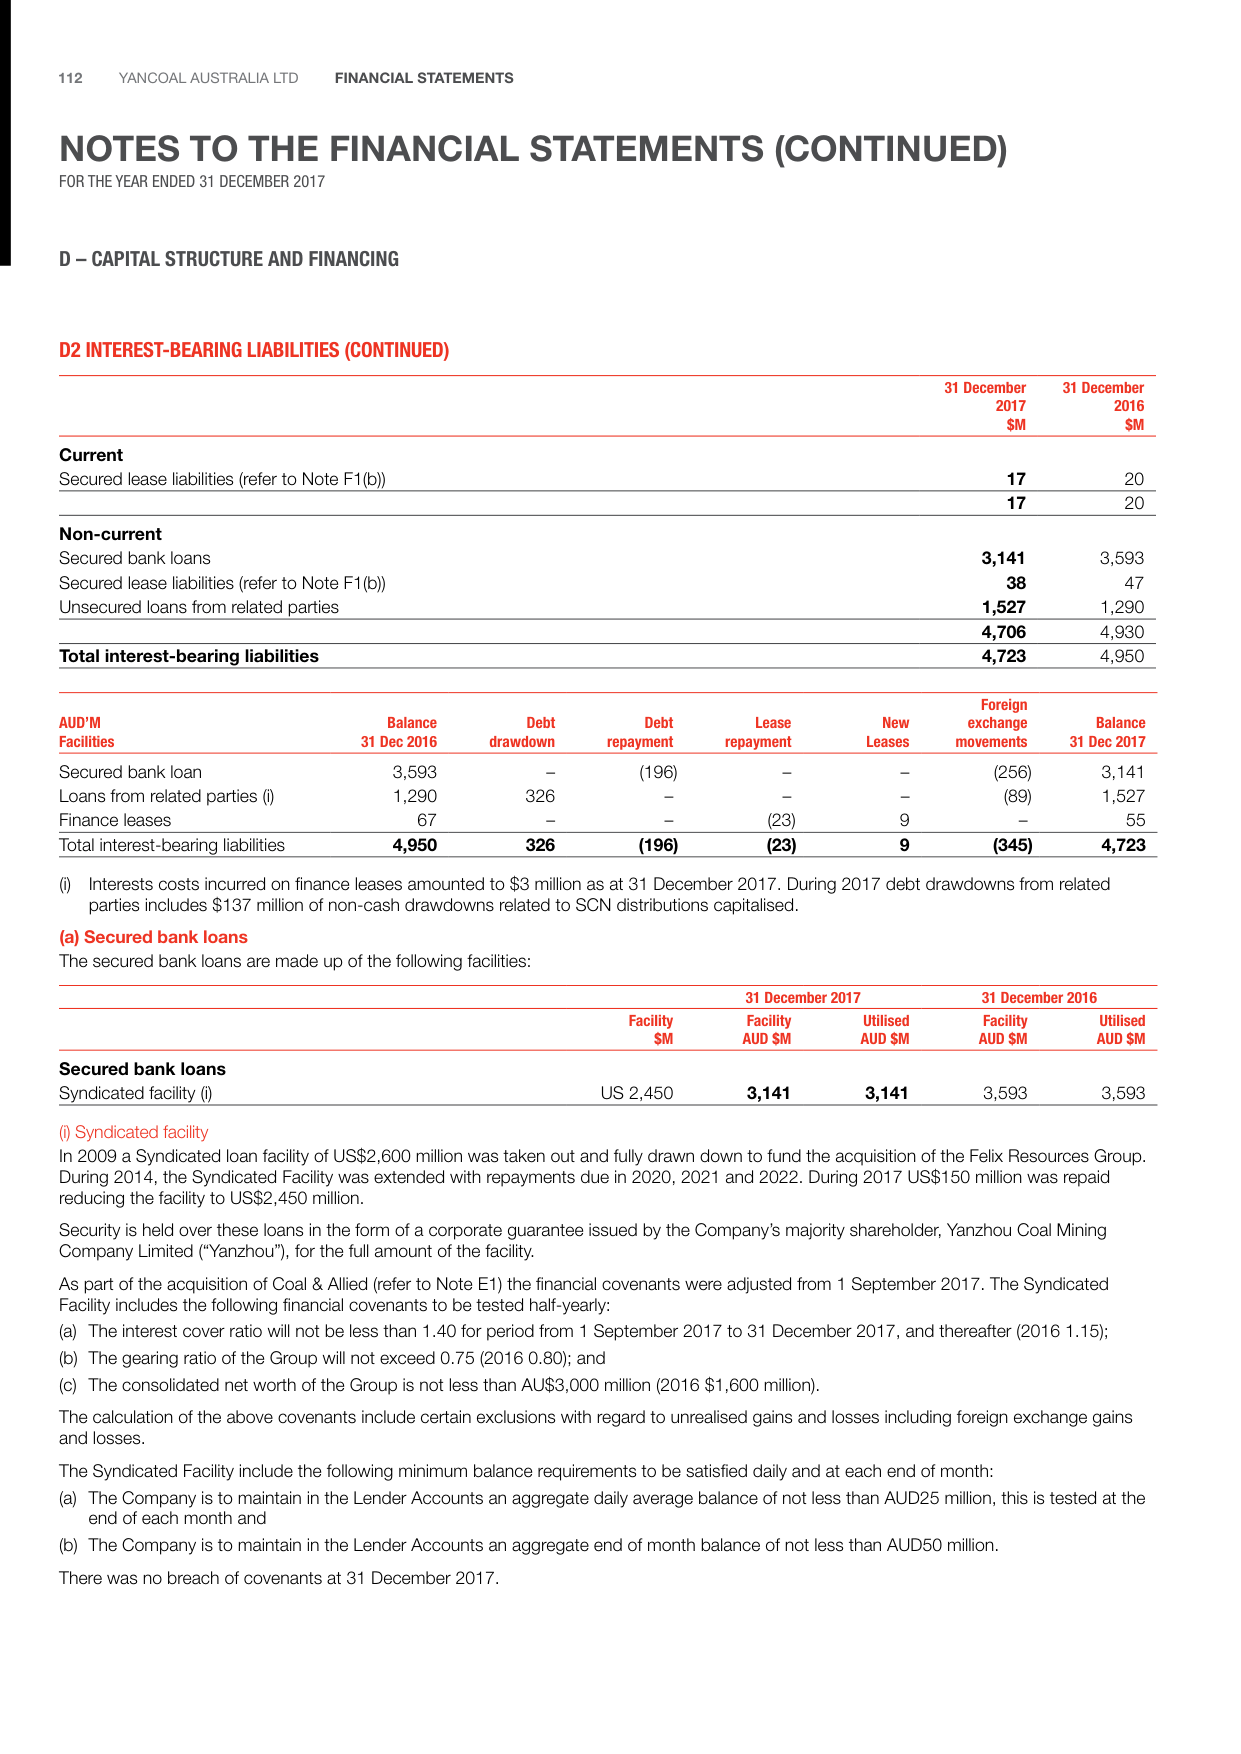 112 YANCOAL AUSTRALIA LTD FINANCIAL STATEMENTS
NOTES TO THE FINANCIAL STATEMENTS (CONTINUED)
FOR THE YEAR ENDED 31 DECEMBER 2017
D – CAPITAL STRUCTURE AND FINANCING
D2 INTEREST-BEARING LIABILITIES (CONTINUED)
31 December 31 December
2017 2016
$M $M
Current
Secured lease liabilities (refer to Note F1(b)) 17 20
17 20
Non-current
Secured bank loans 3,141 3,593
Secured lease liabilities (refer to Note F1(b)) 38 47
Unsecured loans from related parties 1,527 1,290
4,706 4,930
Total interest-bearing liabilities 4,723 4,950
Foreign
AUD'M Balance Debt Debt Lease New exchange Balance
Facilities 31 Dec 2016 drawdown repayment repayment Leases movements 31 Dec 2017
Secured bank loan 3,593 – (196) – – (256) 3,141
Loans from related parties (i) 1,290 326 – – – (89) 1,527
Finance leases 67 – – (23) 9 – 55
Total interest-bearing liabilities 4,950 326 (196) (23) 9 (345) 4,723
(i) Interests costs incurred on finance leases amounted to $3 million as at 31 December 2017. During 2017 debt drawdowns from related
parties includes $137 million of non-cash drawdowns related to SCN distributions capitalised.
(a) Secured bank loans
The secured bank loans are made up of the following facilities:
31 December 2017 31 December 2016
Facility Facility Utilised Facility Utilised
$M AUD $M AUD $M AUD $M AUD $M
Secured bank loans
Syndicated facility (i) US 2,450 3,141 3,141 3,593 3,593
(i) Syndicated facility
In 2009 a Syndicated loan facility of US$2,600 million was taken out and fully drawn down to fund the acquisition of the Felix Resources Group.
During 2014, the Syndicated Facility was extended with repayments due in 2020, 2021 and 2022. During 2017 US$150 million was repaid
reducing the facility to US$2,450 million.
Security is held over these loans in the form of a corporate guarantee issued by the Company's majority shareholder, Yanzhou Coal Mining
Company Limited ("Yanzhou"), for the full amount of the facility.
As part of the acquisition of Coal & Allied (refer to Note E1) the financial covenants were adjusted from 1 September 2017. The Syndicated
Facility includes the following financial covenants to be tested half-yearly:
(a) The interest cover ratio will not be less than 1.40 for period from 1 September 2017 to 31 December 2017, and thereafter (2016 1.15);
(b) The gearing ratio of the Group will not exceed 0.75 (2016 0.80); and
(c) The consolidated net worth of the Group is not less than AU$3,000 million (2016 $1,600 million).
The calculation of the above covenants include certain exclusions with regard to unrealised gains and losses including foreign exchange gains
and losses.
The Syndicated Facility include the following minimum balance requirements to be satisfied daily and at each end of month:
(a) The Company is to maintain in the Lender Accounts an aggregate daily average balance of not less than AUD25 million, this is tested at the
end of each month and
(b) The Company is to maintain in the Lender Accounts an aggregate end of month balance of not less than AUD50 million.
There was no breach of covenants at 31 December 2017.